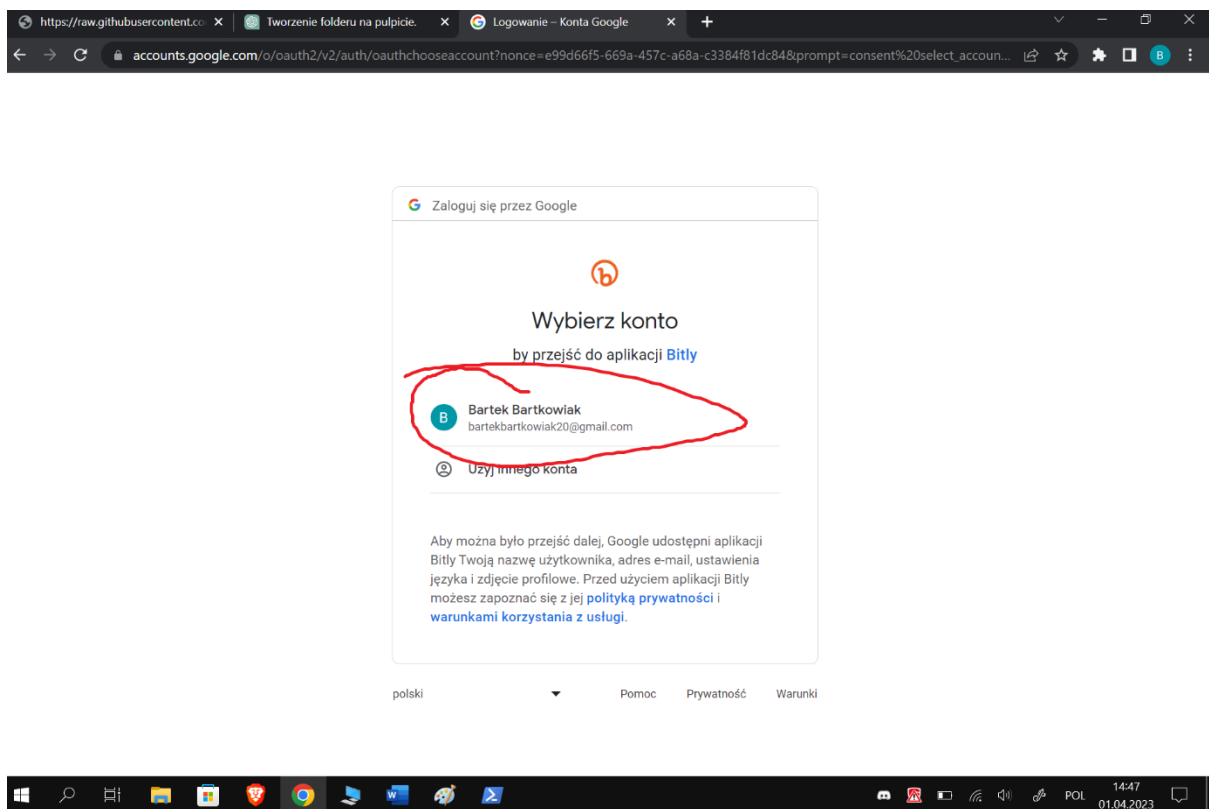 https://raw.githubusercontent.co
Tworzenie folderu na pulpicie.
Logowanie – Konta Google
accounts.google.com/o/oauth2/v2/auth/oauthchooseaccount?nonce=e99d66f5-669a-457c-a68a-c3384f81dc84&prompt=consent%20select_accoun...
B
Zaloguj się przez Google
Wybierz konto
by przejść do aplikacji Bitly
B
Bartek Bartkowiak
bartekbartkowiak20@gmail.com
Użyj innego konta
Aby można było przejść dalej, Google udostępni aplikacji
Bitly Twoją nazwę użytkownika, adres e-mail, ustawienia
języka i zdjęcie profilowe. Przed użyciem aplikacji Bitly
możesz zapoznać się z jej polityką prywatności i
warunkami korzystania z usługi.
polski
Pomoc
Prywatność
Warunki
POL
14:47
01.04.2023